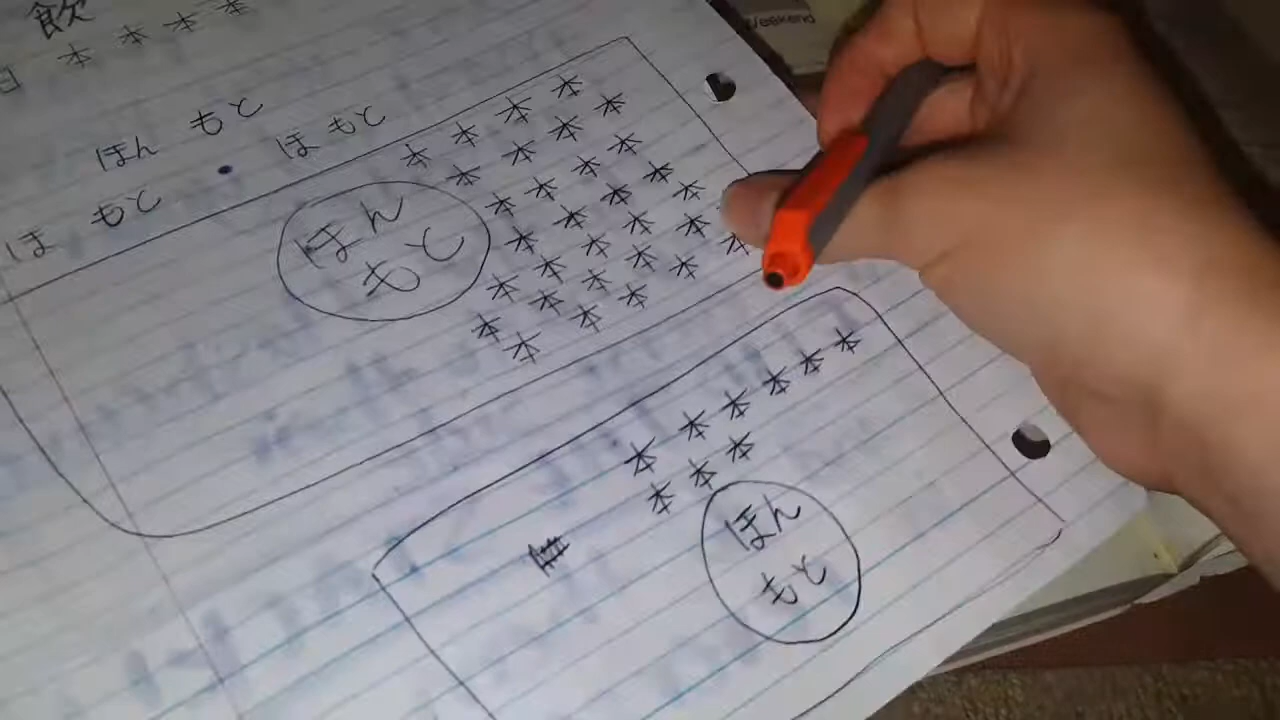 飲
日 本 本 本 本
ほん もと
ほ もと
ほ もと
本 本 本 本
本 本 本 本
本 本 本 本
本 本 本 本
本 本 本 本 本
本 本 本 本 本
本 本 本 本 本
ほん
もと
本 本 本 本 本 本
本 本 本
ほん
もと
Weekend